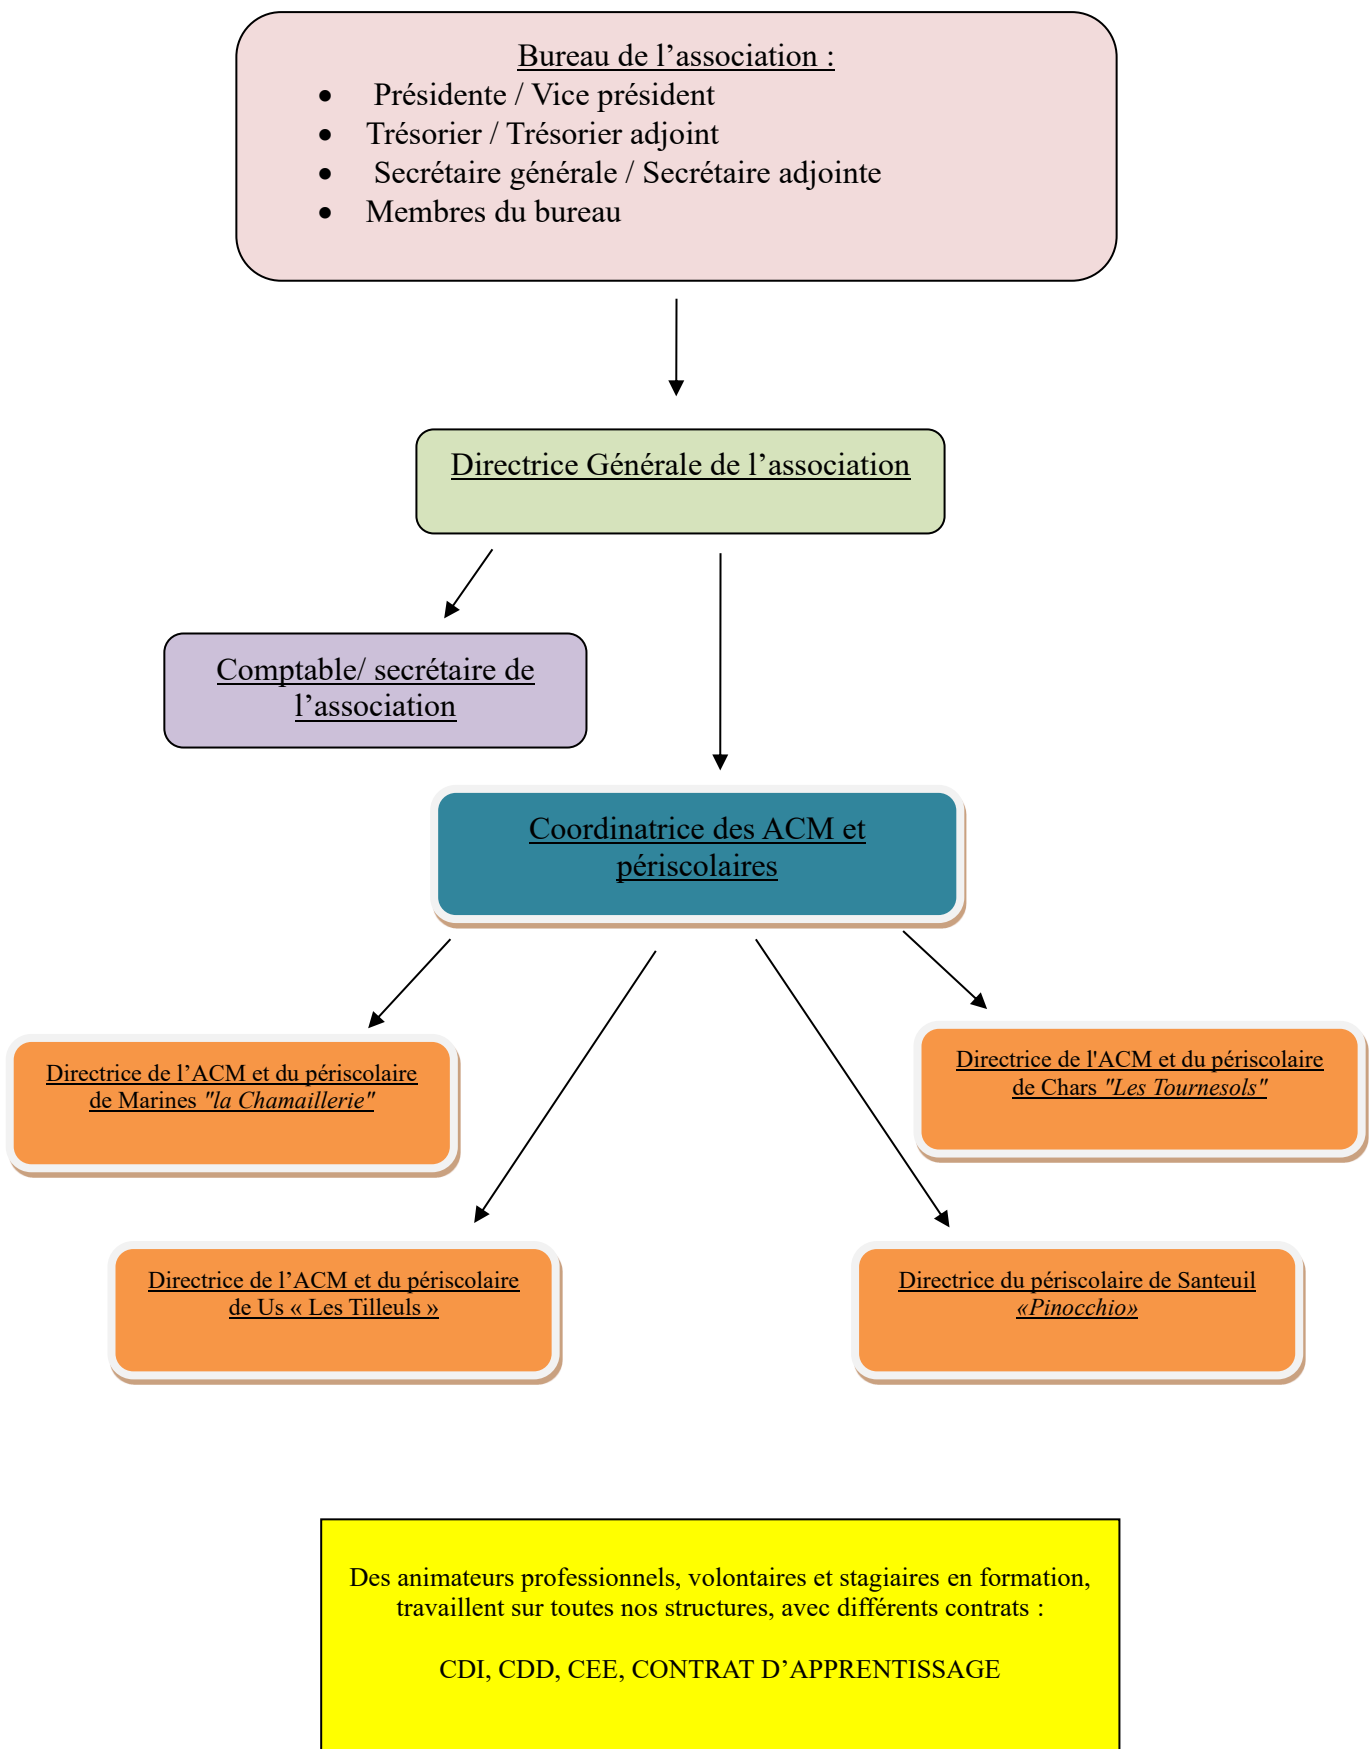 Bureau de l’association :
• Présidente / Vice président
• Trésorier / Trésorier adjoint
• Secrétaire générale / Secrétaire adjointe
• Membres du bureau
Directrice Générale de l’association
Comptable/ secrétaire de
l’association
Coordinatrice des ACM et
périscolaires
Directrice de l’ACM et du périscolaire
de Marines "la Chamaillerie"
Directrice de l'ACM et du périscolaire
de Chars "Les Tournesols"
Directrice de l’ACM et du périscolaire
de Us « Les Tilleuls »
Directrice du périscolaire de Santeuil
«Pinocchio»
Des animateurs professionnels, volontaires et stagiaires en formation,
travaillent sur toutes nos structures, avec différents contrats :
CDI, CDD, CEE, CONTRAT D’APPRENTISSAGE